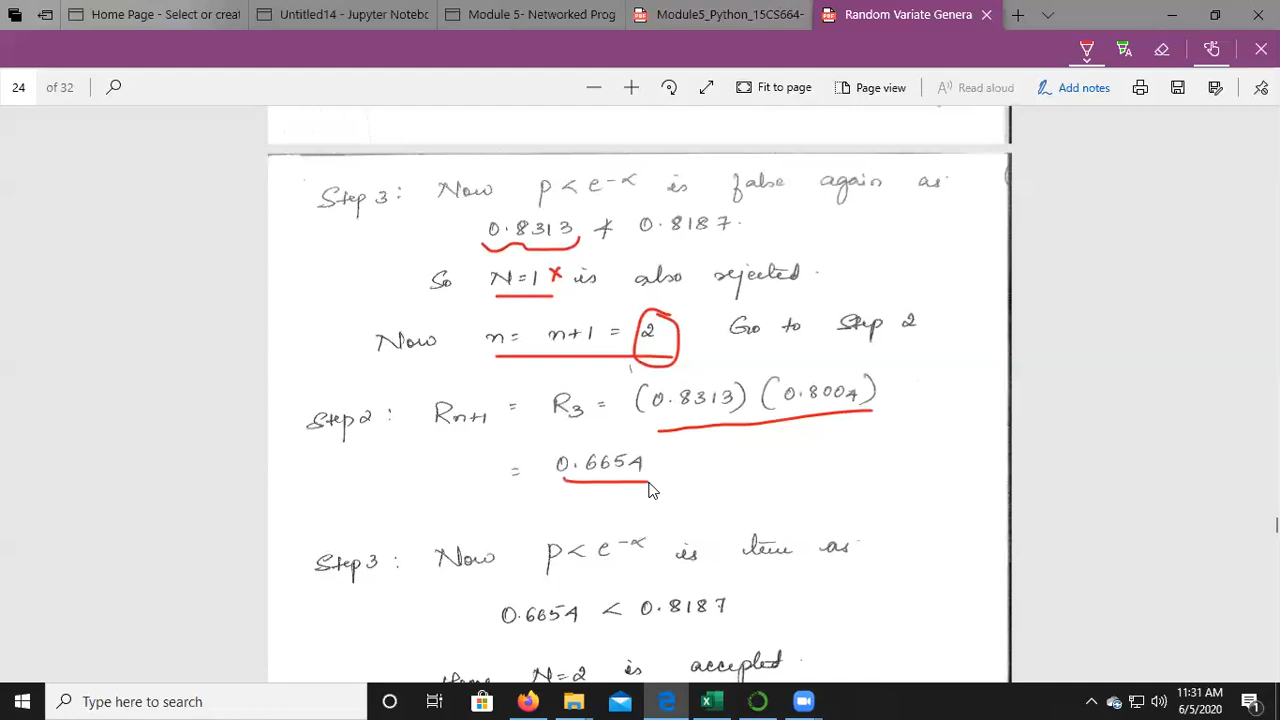 Home Page - Select or creat
Untitled14 - Jupyter Notebo
Module 5- Networked Prog
Module5_Python_15CS664-
Random Variate Genera
24 of 32
Fit to page
Page view
Read aloud
Add notes
Step 3: Now p < e^-α is false again as
0.8313 ≮ 0.8187.
So N=1 × is also rejected.
Now n = n+1 = 2 Go to Step 2
Step 2: Rn+1 = R3 = (0.8313) (0.8004)
= 0.6654
Step 3: Now p < e^-α is true as
0.6654 < 0.8187
N=2 is accepted.
Type here to search
11:31 AM
6/5/2020
1